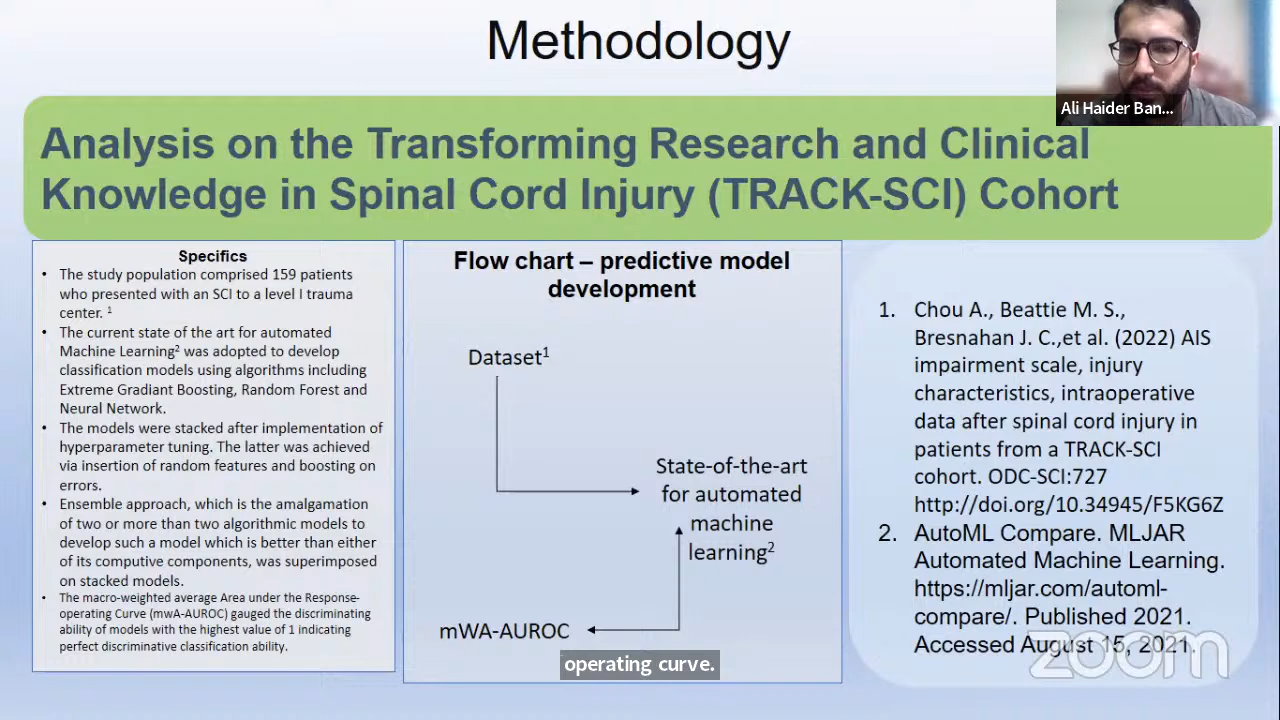 Methodology
Ali Haider Ban...
Analysis on the Transforming Research and Clinical
Knowledge in Spinal Cord Injury (TRACK-SCI) Cohort
Specifics
• The study population comprised 159 patients
who presented with an SCI to a level I trauma
center. 1
• The current state of the art for automated
Machine Learning2 was adopted to develop
classification models using algorithms including
Extreme Gradiant Boosting, Random Forest and
Neural Network.
• The models were stacked after implementation of
hyperparameter tuning. The latter was achieved
via insertion of random features and boosting on
errors.
• Ensemble approach, which is the amalgamation
of two or more than two algorithmic models to
develop such a model which is better than either
of its computive components, was superimposed
on stacked models.
• The macro-weighted average Area under the Response-
operating Curve (mwA-AUROC) gauged the discriminating
ability of models with the highest value of 1 indicating
perfect discriminative classification ability.
Flow chart – predictive model
development
Dataset1
State-of-the-art
for automated
machine
learning2
mWA-AUROC
operating curve.
1. Chou A., Beattie M. S.,
Bresnahan J. C.,et al. (2022) AIS
impairment scale, injury
characteristics, intraoperative
data after spinal cord injury in
patients from a TRACK-SCI
cohort. ODC-SCI:727
http://doi.org/10.34945/F5KG6Z
2. AutoML Compare. MLJAR
Automated Machine Learning.
https://mljar.com/automl-
compare/. Published 2021.
Accessed August 15, 2021.
zoom